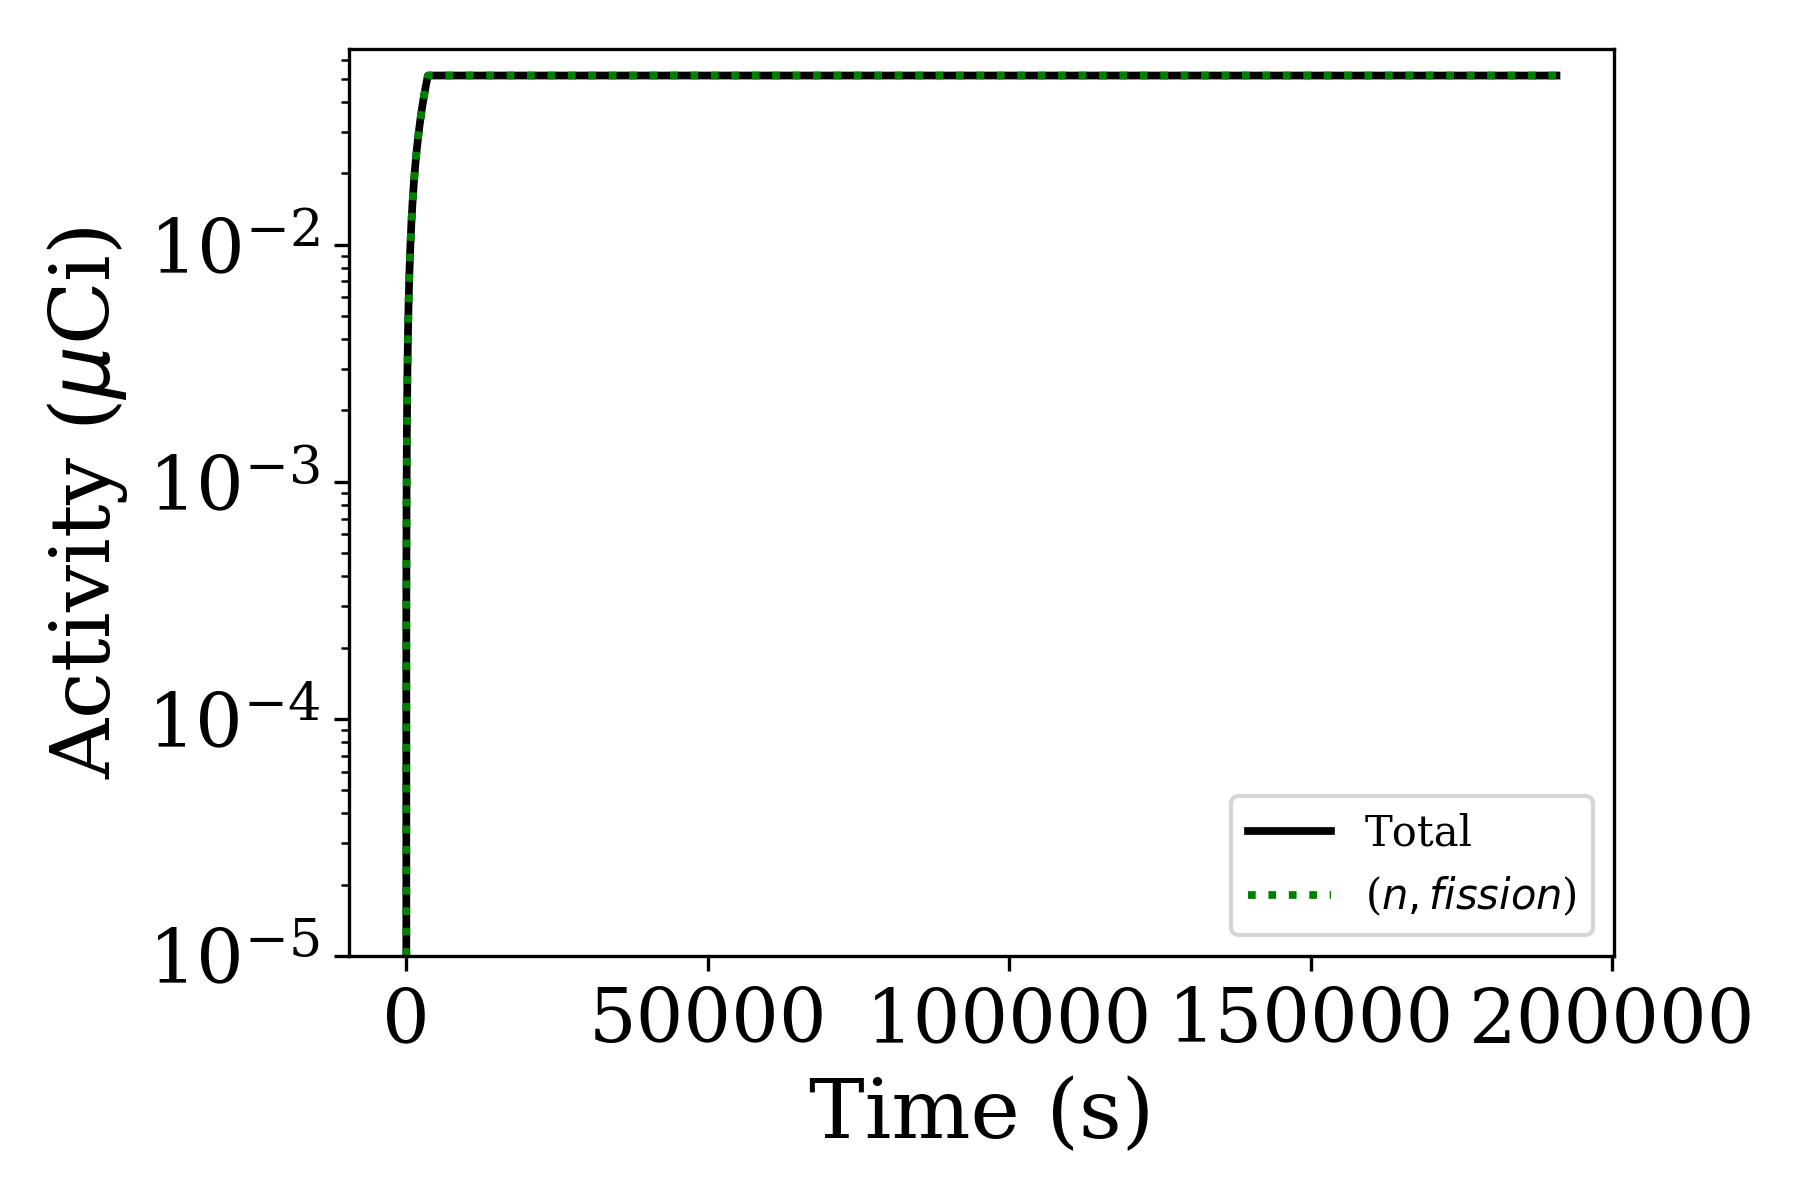 Activity (μCi)
10⁻²
10⁻³
10⁻⁴
10⁻⁵
Total
(n, fission)
0 50000 100000 150000 200000
Time (s)